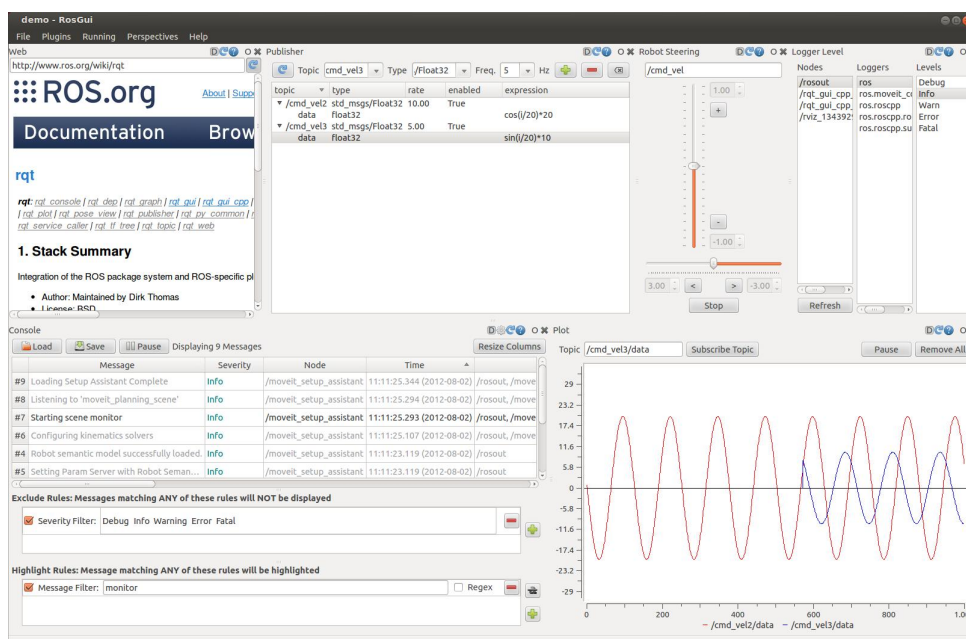 demo - RosGui
File Plugins Running Perspectives Help
Web
http://www.ros.org/wiki/rqt
ROS.org
About | Supp
Documentation Brow
rqt
rqt: rqt_console | rqt_dep | rqt_graph | rqt_gui | rqt_gui_cpp |
| rqt_plot | rqt_pose_view | rqt_publisher | rqt_py_common |
rqt_service_caller | rqt_tf_tree | rqt_topic | rqt_web
1. Stack Summary
Integration of the ROS package system and ROS-specific pl
Author: Maintained by Dirk Thomas
License: BSD
Publisher
Topic cmd_vel3 Type /Float32 Freq. 5 Hz
topic type rate enabled expression
/cmd_vel2 std_msgs/Float32 10.00 True
data float32 cos(i/20)*20
/cmd_vel3 std_msgs/Float32 5.00 True
data float32 sin(i/20)*10
Robot Steering
/cmd_vel
1.00
+
-
-1.00
3.00 < > -3.00
Stop
Logger Level
Nodes Loggers Levels
/rosout ros Debug
/rqt_gui_cpp_ ros.moveit_co Info
/rqt_gui_cpp_ ros.roscpp Warn
/rviz_1343929 ros.roscpp.ro Error
ros.roscpp.su Fatal
Refresh
Console
Load Save Pause Displaying 9 Messages Resize Columns
Message Severity Node Time
#9 Loading Setup Assistant Complete Info /moveit_setup_assistant 11:11:25.344 (2012-08-02) /rosout, /move
#8 Listening to 'moveit_planning_scene' Info /moveit_setup_assistant 11:11:25.294 (2012-08-02) /rosout, /move
#7 Starting scene monitor Info /moveit_setup_assistant 11:11:25.293 (2012-08-02) /rosout, /move
#6 Configuring kinematics solvers Info /moveit_setup_assistant 11:11:25.107 (2012-08-02) /rosout, /move
#4 Robot semantic model successfully loaded. Info /moveit_setup_assistant 11:11:23.119 (2012-08-02) /rosout
#5 Setting Param Server with Robot Seman... Info /moveit_setup_assistant 11:11:23.119 (2012-08-02) /rosout
Exclude Rules: Messages matching ANY of these rules will NOT be displayed
Severity Filter: Debug Info Warning Error Fatal
Highlight Rules: Message matching ANY of these rules will be highlighted
Message Filter: monitor Regex
Plot
Topic /cmd_vel3/data Subscribe Topic Pause Remove All
29
23.2
17.4
11.6
5.8
0
-5.8
-11.6
-17.4
-23.2
-29
0 200 400 600 800 1.0
/cmd_vel2/data /cmd_vel3/data